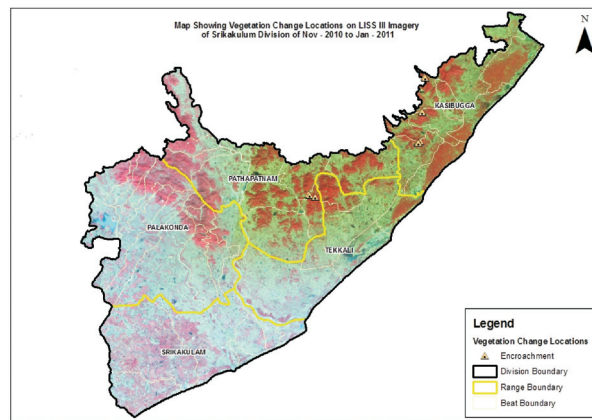 Map Showing Vegetation Change Locations on LISS III Imagery
of Srikakulam Division of Nov - 2010 to Jan - 2011
N
KASIBUGGA
PATHAPATNAM
PALAKONDA
TEKKALI
SRIKAKULAM
Legend
Vegetation Change Locations
Encroachment
Division Boundary
Range Boundary
Beat Boundary